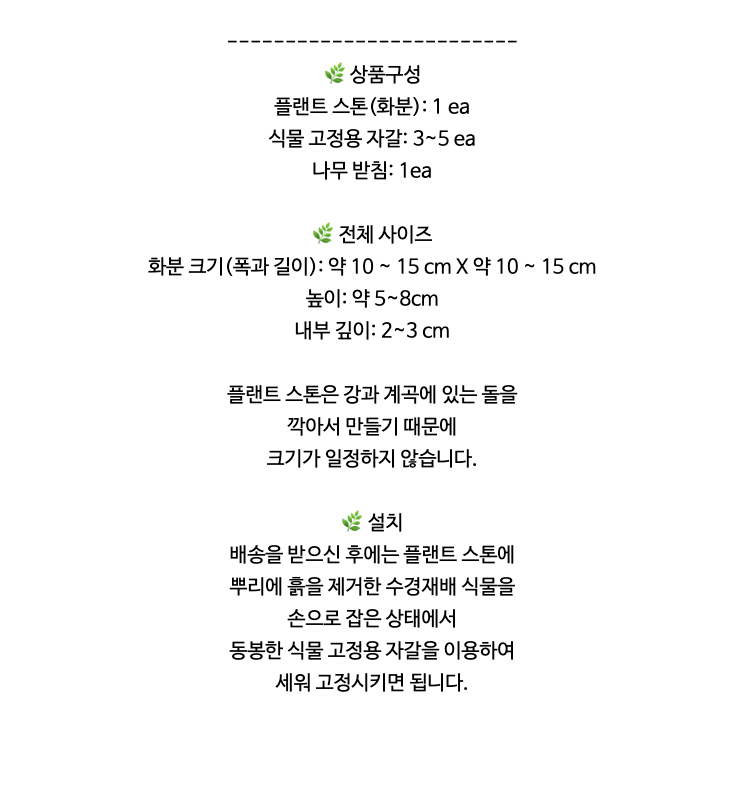 -------------------------
🌿 상품구성
플랜트 스톤(화분): 1 ea
식물 고정용 자갈: 3~5 ea
나무 받침: 1ea
🌿 전체 사이즈
화분 크기(폭과 길이): 약 10 ~ 15 cm X 약 10 ~ 15 cm
높이: 약 5~8cm
내부 깊이: 2~3 cm
플랜트 스톤은 강과 계곡에 있는 돌을
깍아서 만들기 때문에
크기가 일정하지 않습니다.
🌿 설치
배송을 받으신 후에는 플랜트 스톤에
뿌리에 흙을 제거한 수경재배 식물을
손으로 잡은 상태에서
동봉한 식물 고정용 자갈을 이용하여
세워 고정시키면 됩니다.